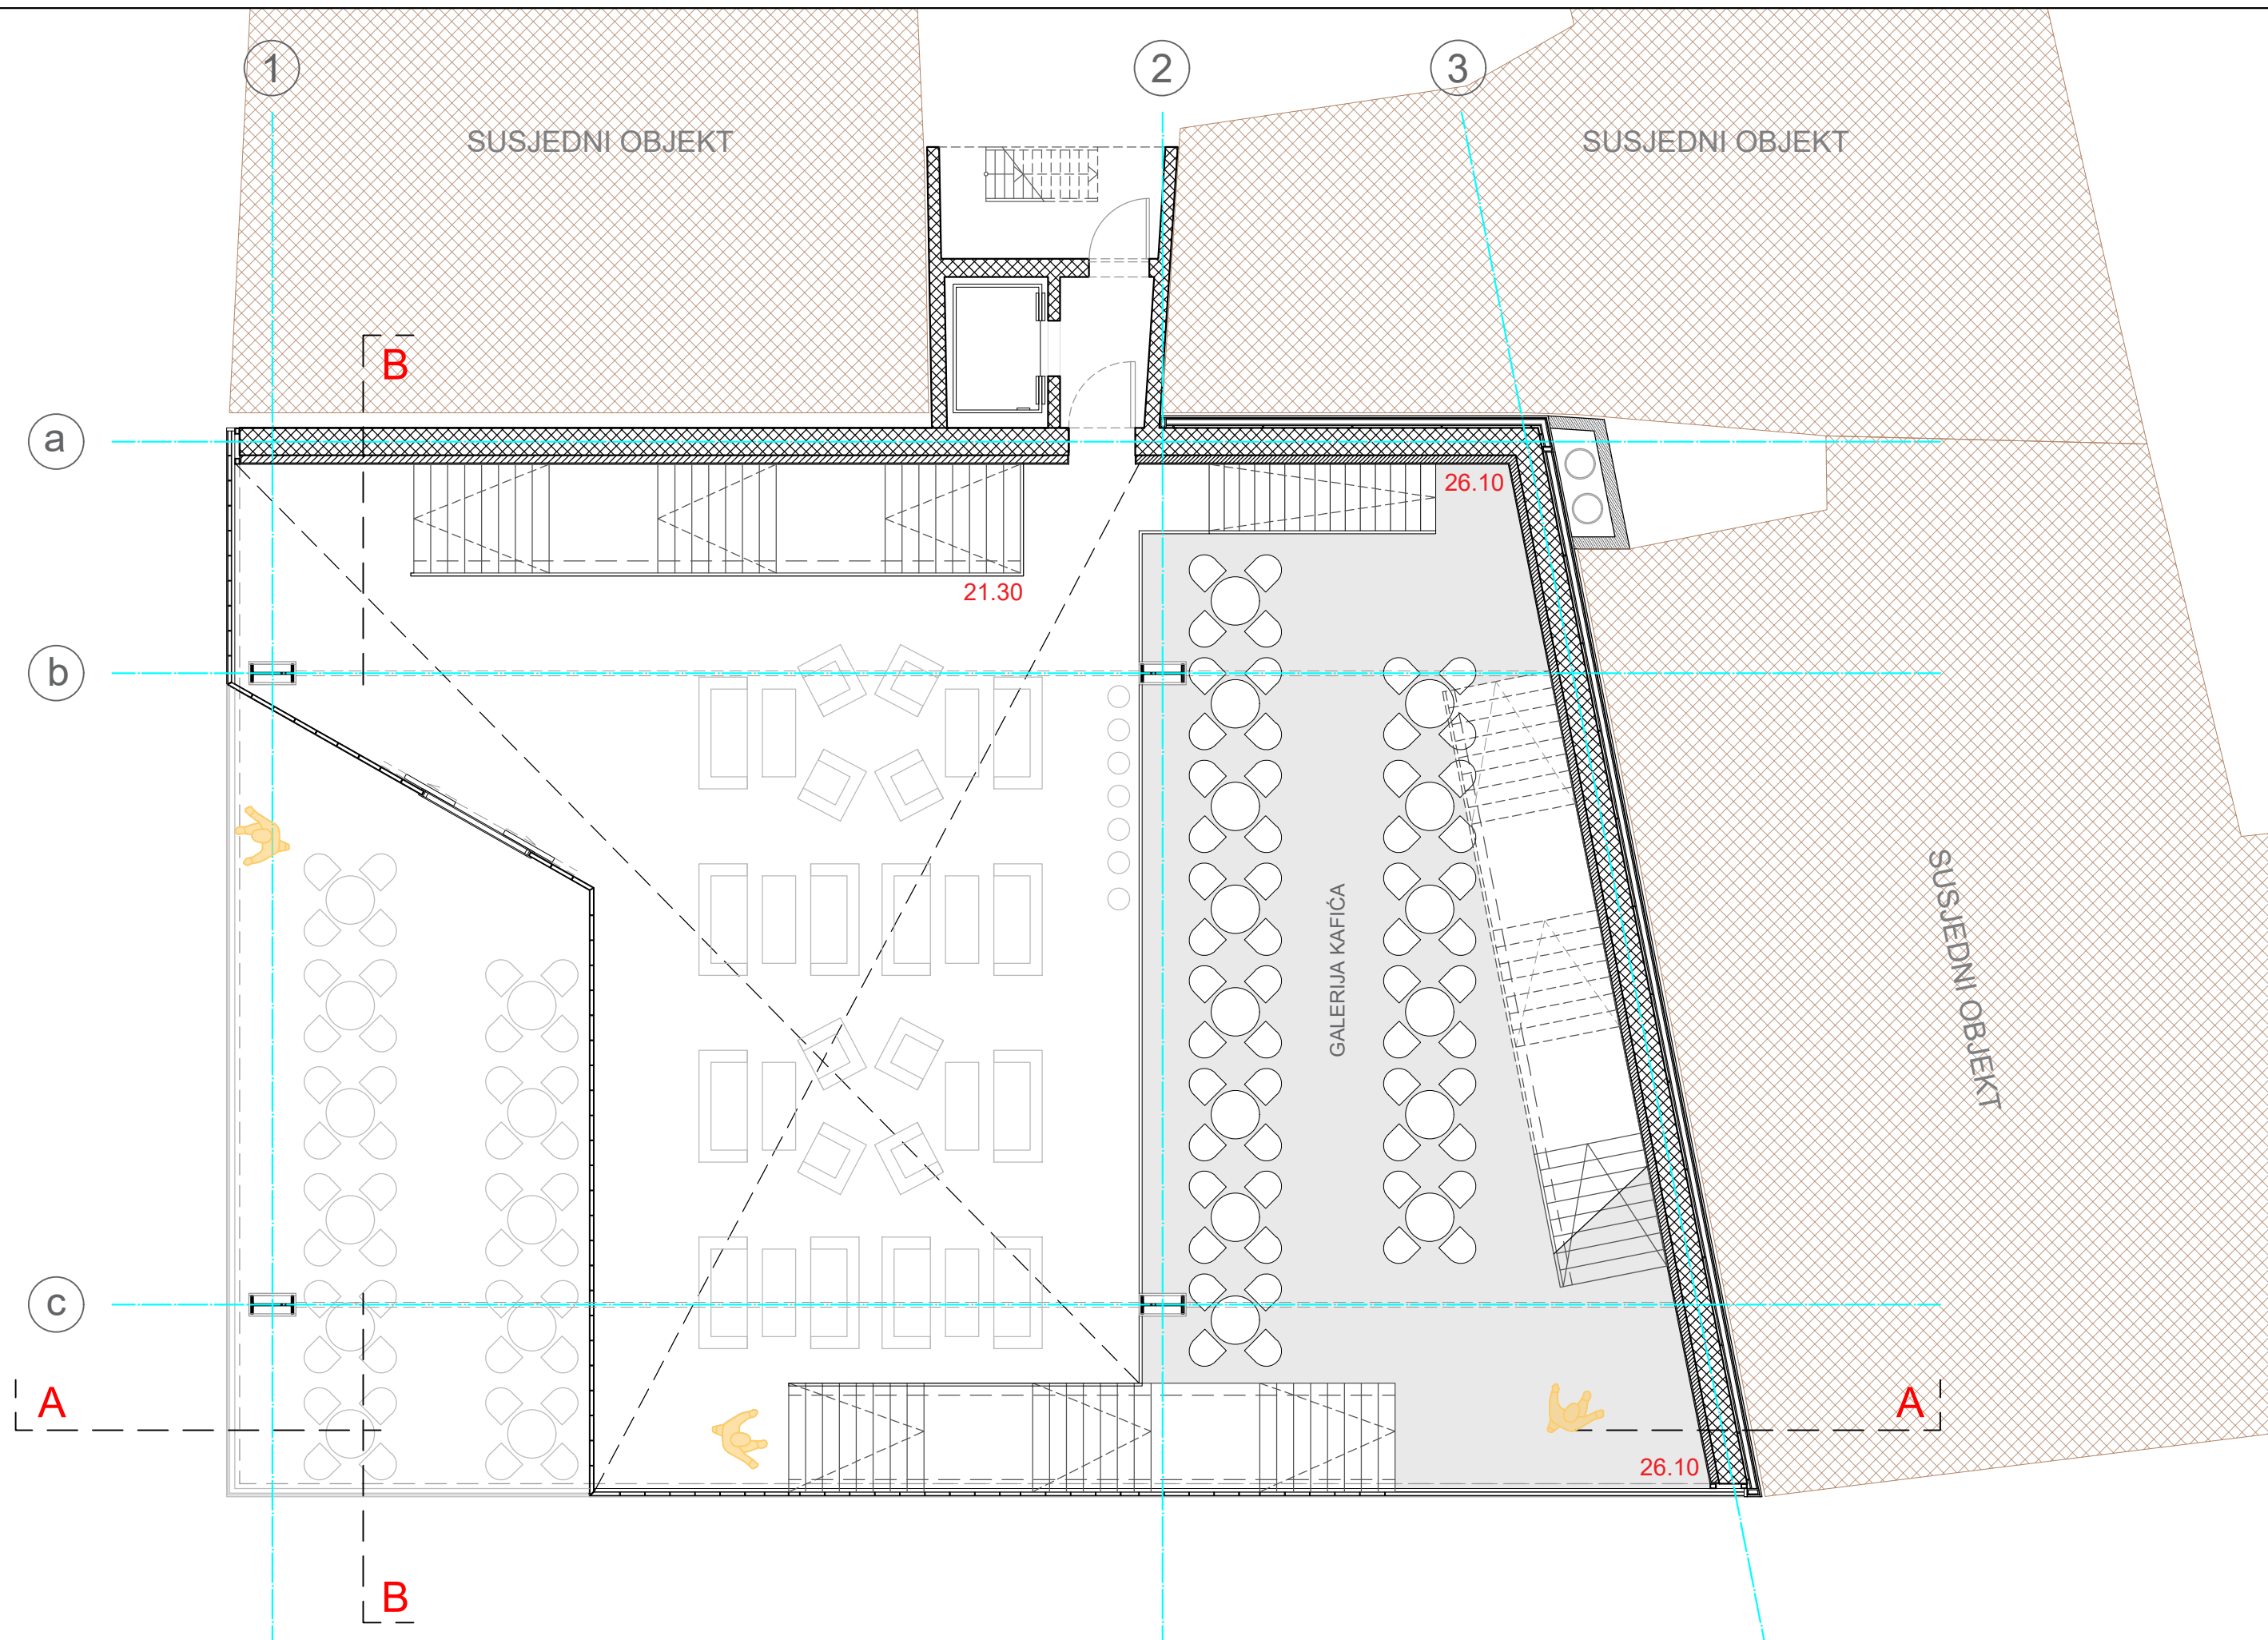 1
2
3
SUSJEDNI OBJEKT
SUSJEDNI OBJEKT
B
a
26.10
21.30
b
GALERIJA KAFIĆA
SUSJEDNI OBJEKT
c
A
A
26.10
B